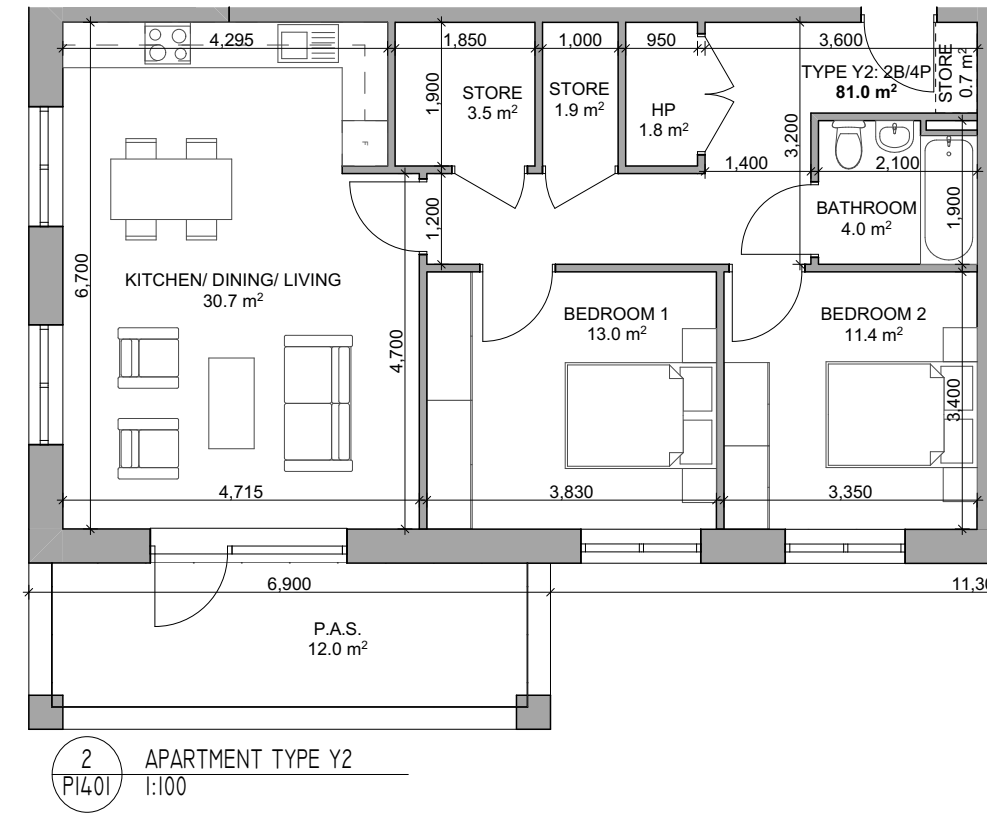 4,295
1,850
1,000
950
3,600
TYPE Y2: 2B/4P
81.0 m²
STORE
0.7 m²
1,900
STORE
3.5 m²
STORE
1.9 m²
HP
1.8 m²
F
3,200
1,400
2,100
1,200
BATHROOM
4.0 m²
1,900
6,700
KITCHEN/ DINING/ LIVING
30.7 m²
4,700
BEDROOM 1
13.0 m²
BEDROOM 2
11.4 m²
3,400
4,715
3,830
3,350
6,900
P.A.S.
12.0 m²
2
P1401
APARTMENT TYPE Y2
1:100